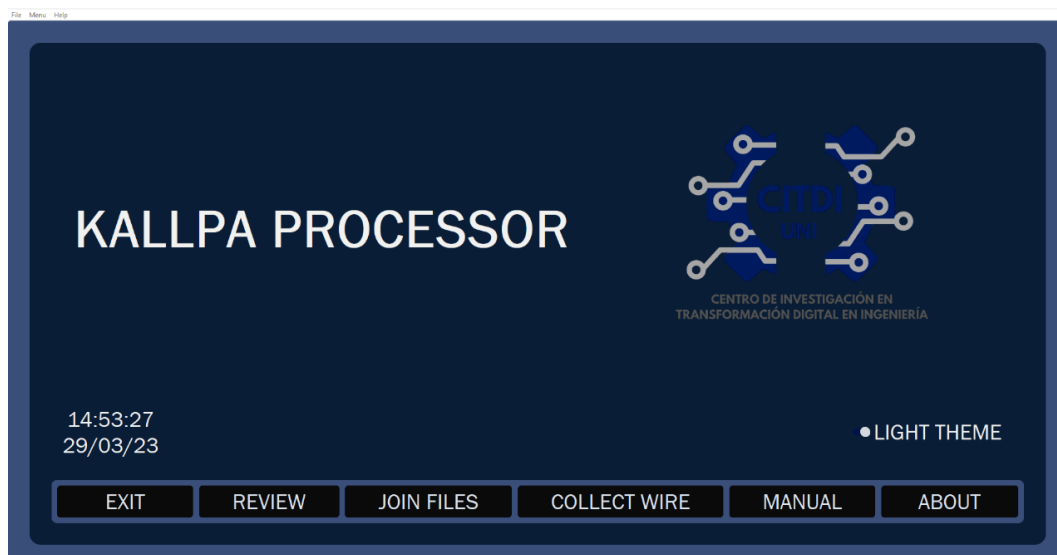 File Menu Help
KALLPA PROCESSOR
CITDI
UNI
CENTRO DE INVESTIGACIÓN EN
TRANSFORMACIÓN DIGITAL EN INGENIERÍA
14:53:27
29/03/23
LIGHT THEME
EXIT REVIEW JOIN FILES COLLECT WIRE MANUAL ABOUT